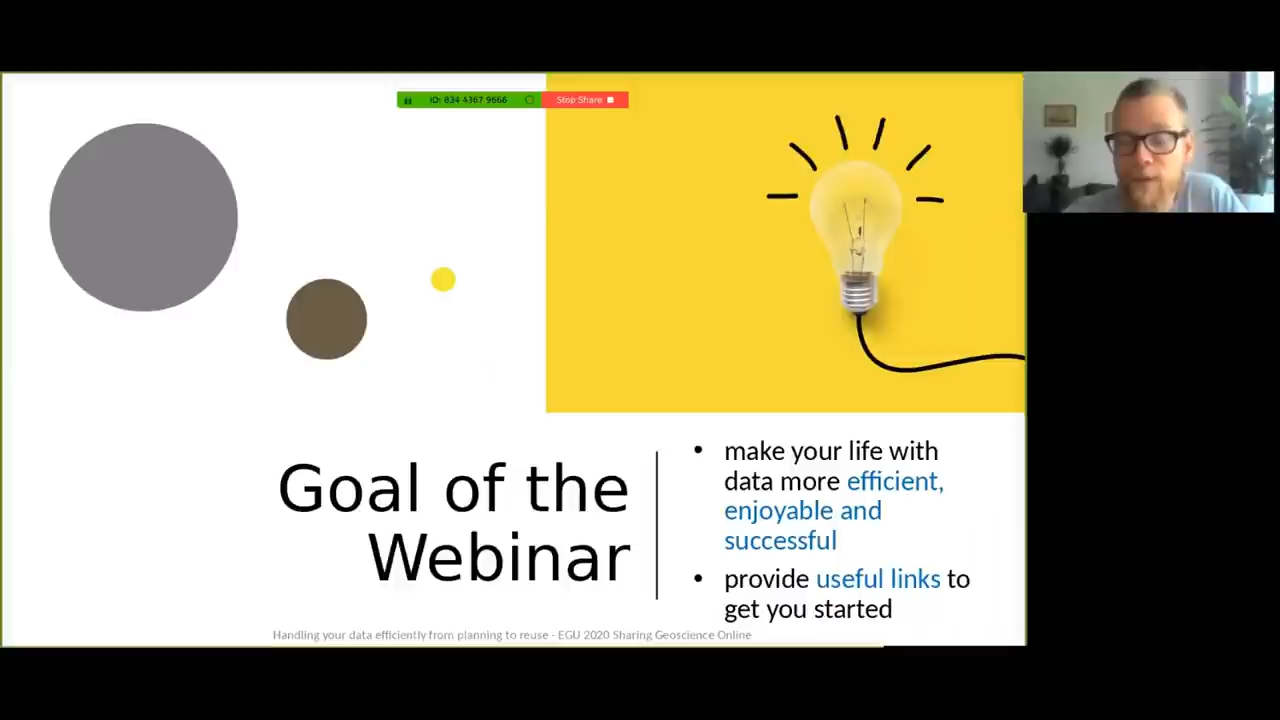 ID: 834 4367 9666 Stop Share
Goal of the
Webinar
• make your life with
data more efficient,
enjoyable and
successful
• provide useful links to
get you started
Handling your data efficiently from planning to reuse - EGU 2020 Sharing Geoscience Online